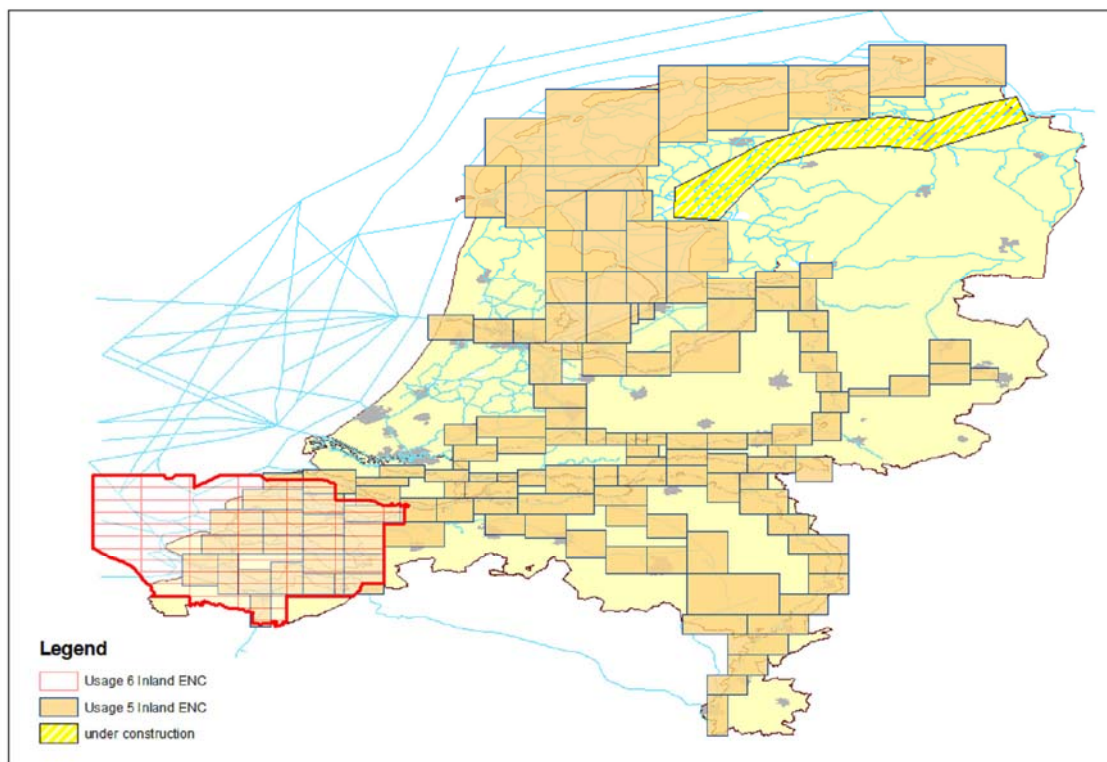 Legend
Usage 6 Inland ENC
Usage 5 Inland ENC
under construction